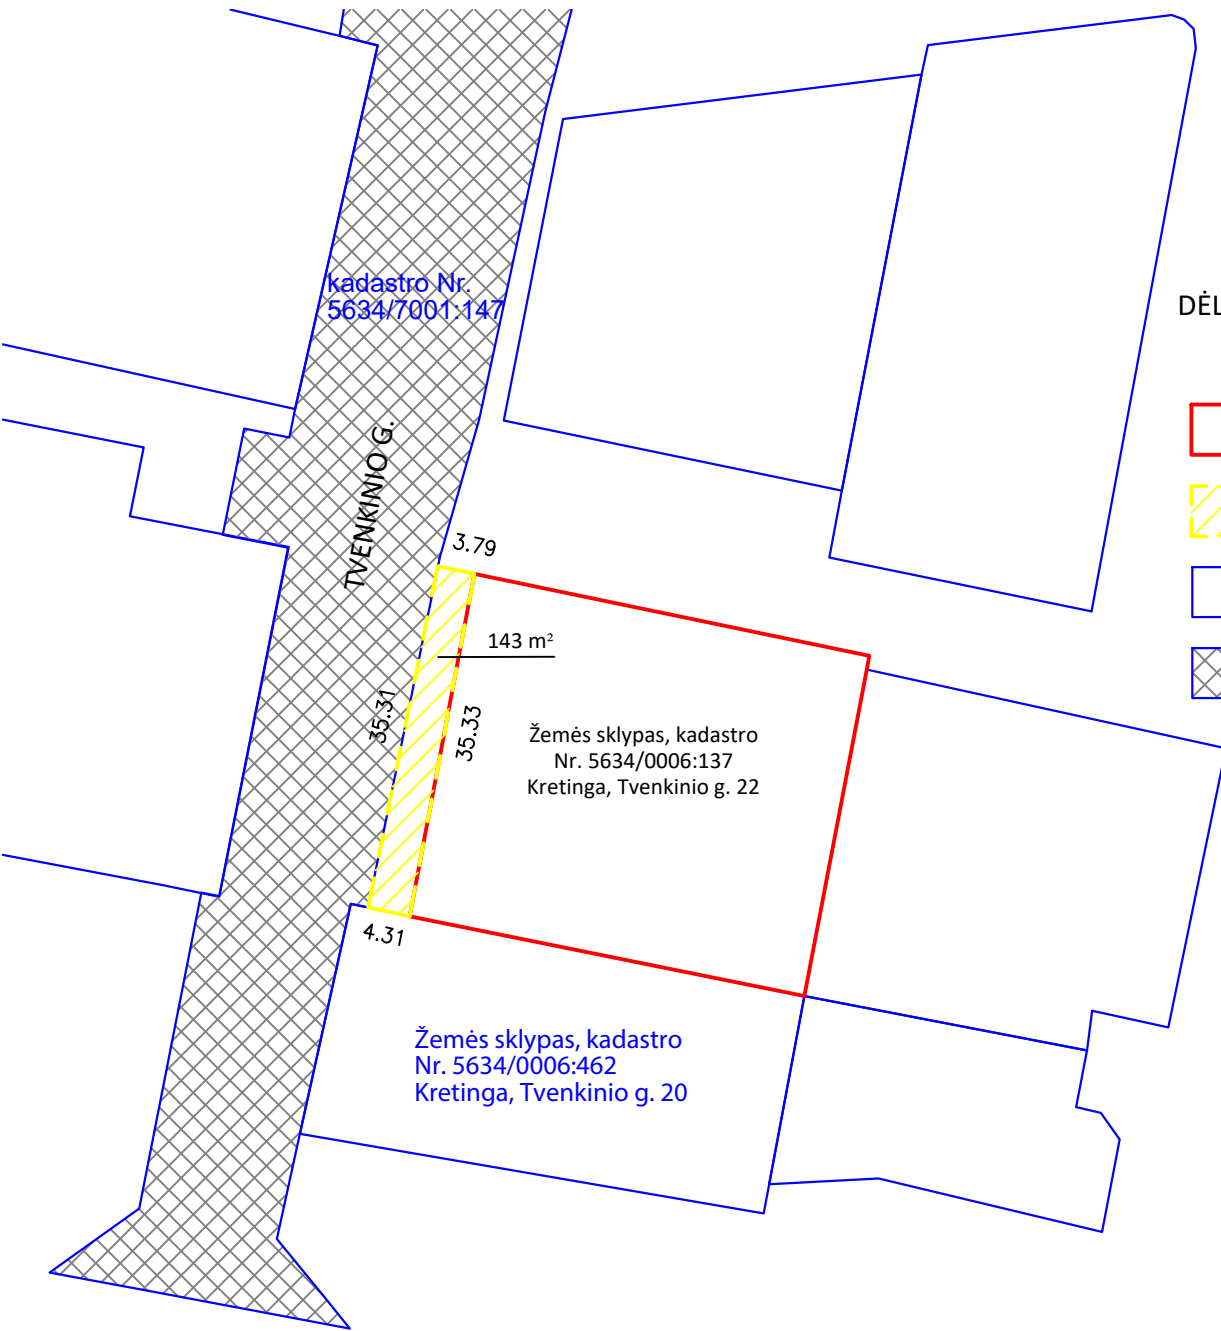 kadastro Nr.
5634/7001:147
DĖL
TVENKINIO G.
3.79
143 m²
35.31
35.33
Žemės sklypas, kadastro
Nr. 5634/0006:137
Kretinga, Tvenkinio g. 22
4.31
Žemės sklypas, kadastro
Nr. 5634/0006:462
Kretinga, Tvenkinio g. 20